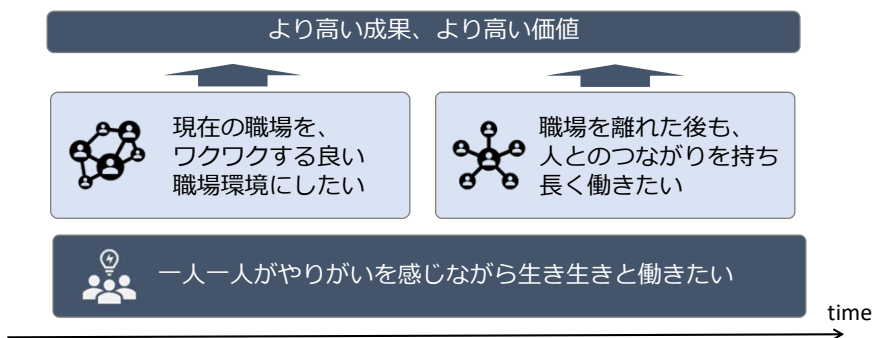 より高い成果、より高い価値
現在の職場を、
ワクワクする良い
職場環境にしたい
職場を離れた後も、
人とのつながりを持ち
長く働きたい
一人一人がやりがいを感じながら生き生きと働きたい
time